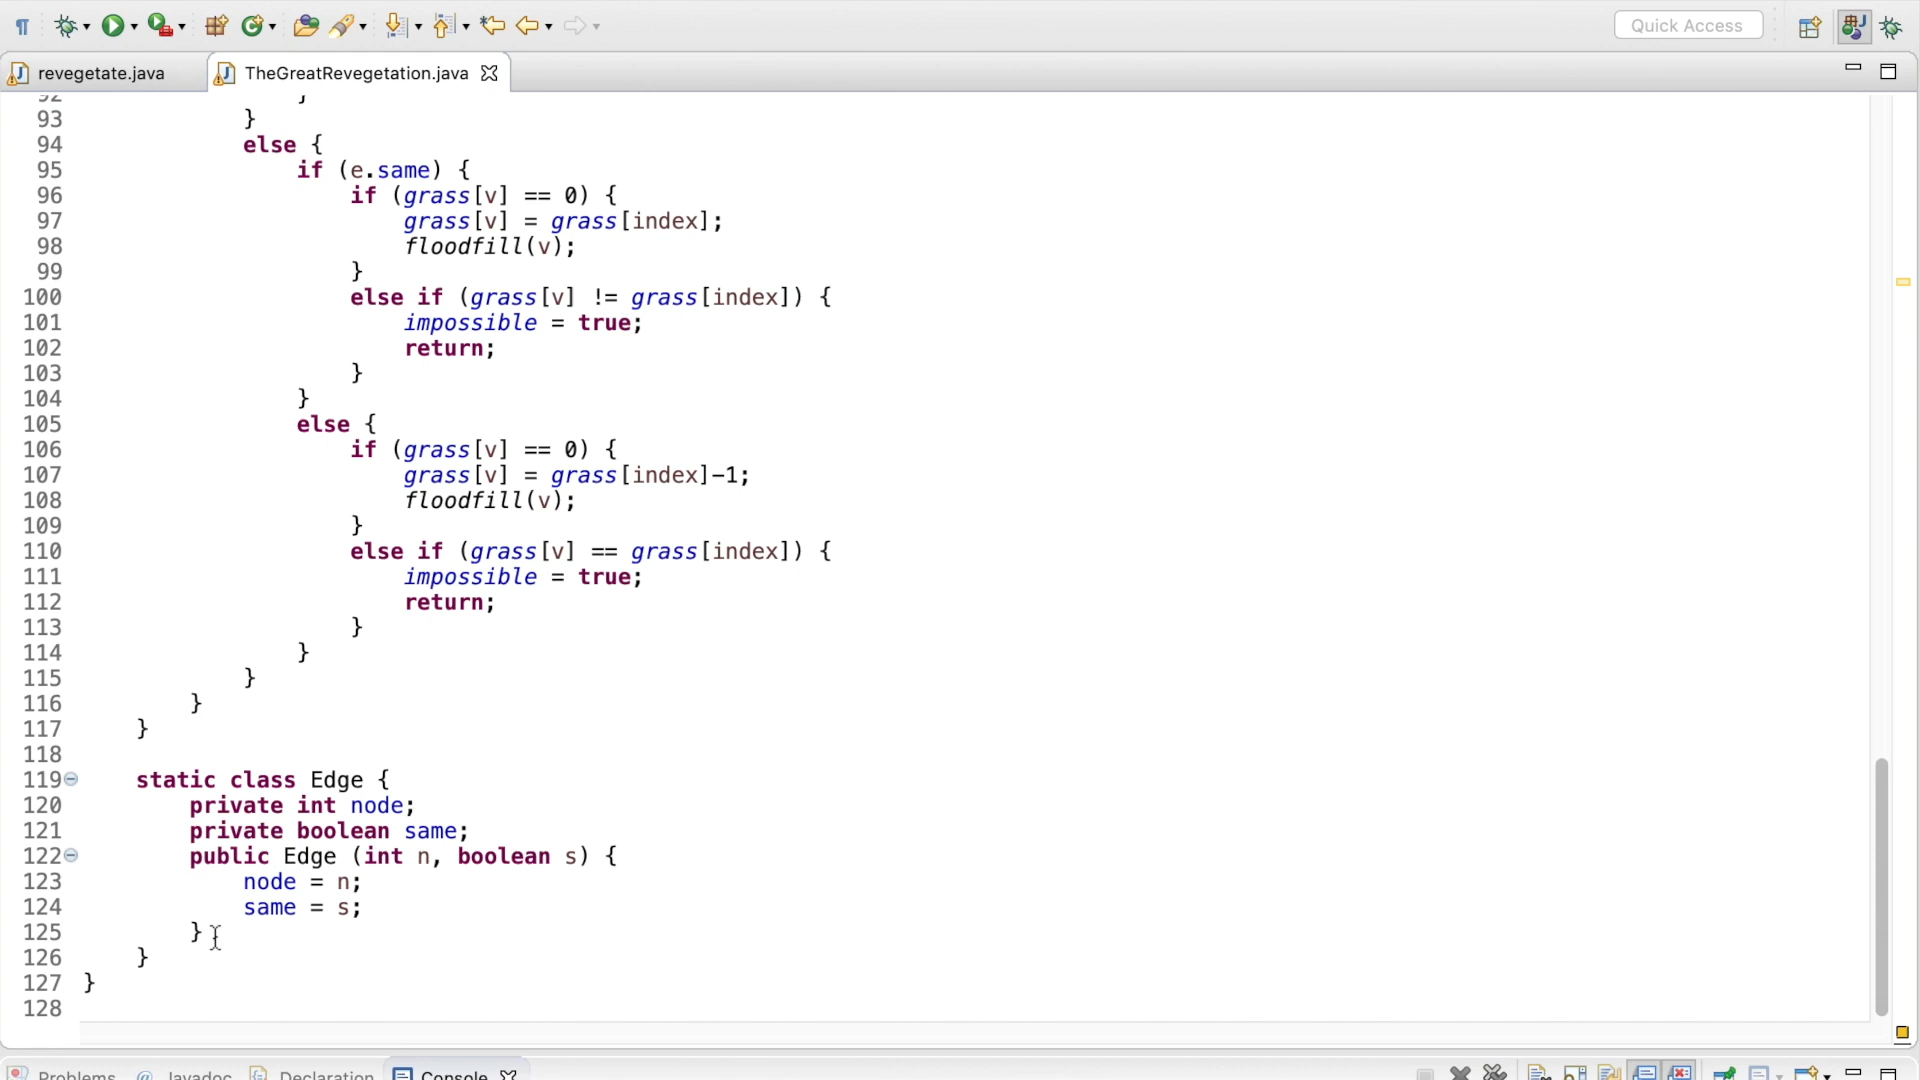 Quick Access
revegetate.java
TheGreatRevegetation.java
92 }
93 }
94 else {
95 if (e.same) {
96 if (grass[v] == 0) {
97 grass[v] = grass[index];
98 floodfill(v);
99 }
100 else if (grass[v] != grass[index]) {
101 impossible = true;
102 return;
103 }
104 }
105 else {
106 if (grass[v] == 0) {
107 grass[v] = grass[index]-1;
108 floodfill(v);
109 }
110 else if (grass[v] == grass[index]) {
111 impossible = true;
112 return;
113 }
114 }
115 }
116 }
117 }
118
119 static class Edge {
120 private int node;
121 private boolean same;
122 public Edge (int n, boolean s) {
123 node = n;
124 same = s;
125 }
126 }
127 }
128
Problems @ Javadoc Declaration Console